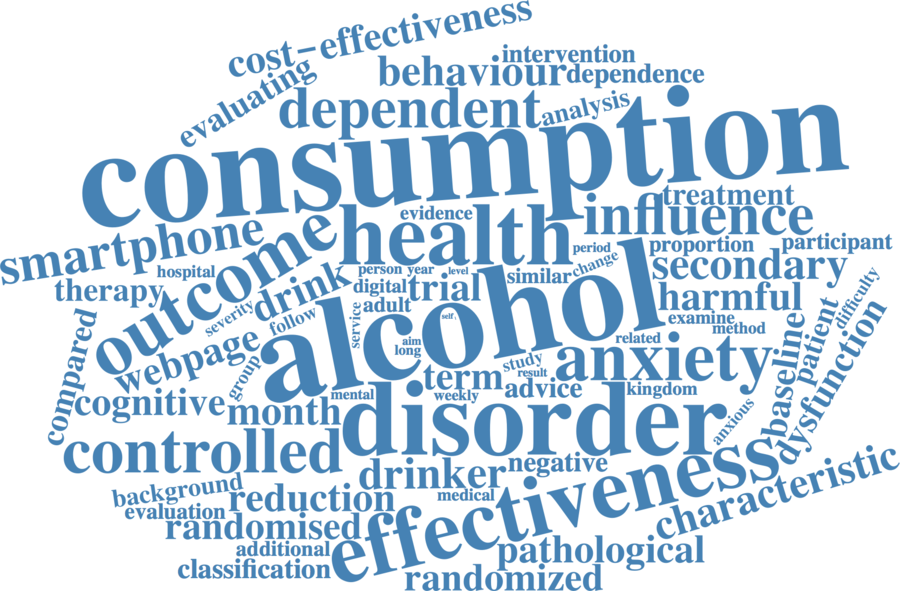 cost-effectiveness
intervention
behaviour
dependence
evaluating
dependent
analysis
consumption
treatment
influence
evidence
health
smartphone
outcome
period
proportion
participant
hospital
person
year
level
similar
change
secondary
therapy
drink
digital
trial
harmful
difficulty
severity
follow
adult
service
self
alcohol
examine
method
patient
webpage
aim
long
related
baseline
compared
group
study
result
anxiety
dysfunction
term
advice
kingdom
cognitive
month
mental
weekly
disorder
anxious
controlled
drinker
negative
background
reduction
medical
effectiveness
characteristic
evaluation
randomised
additional
pathological
classification
randomized